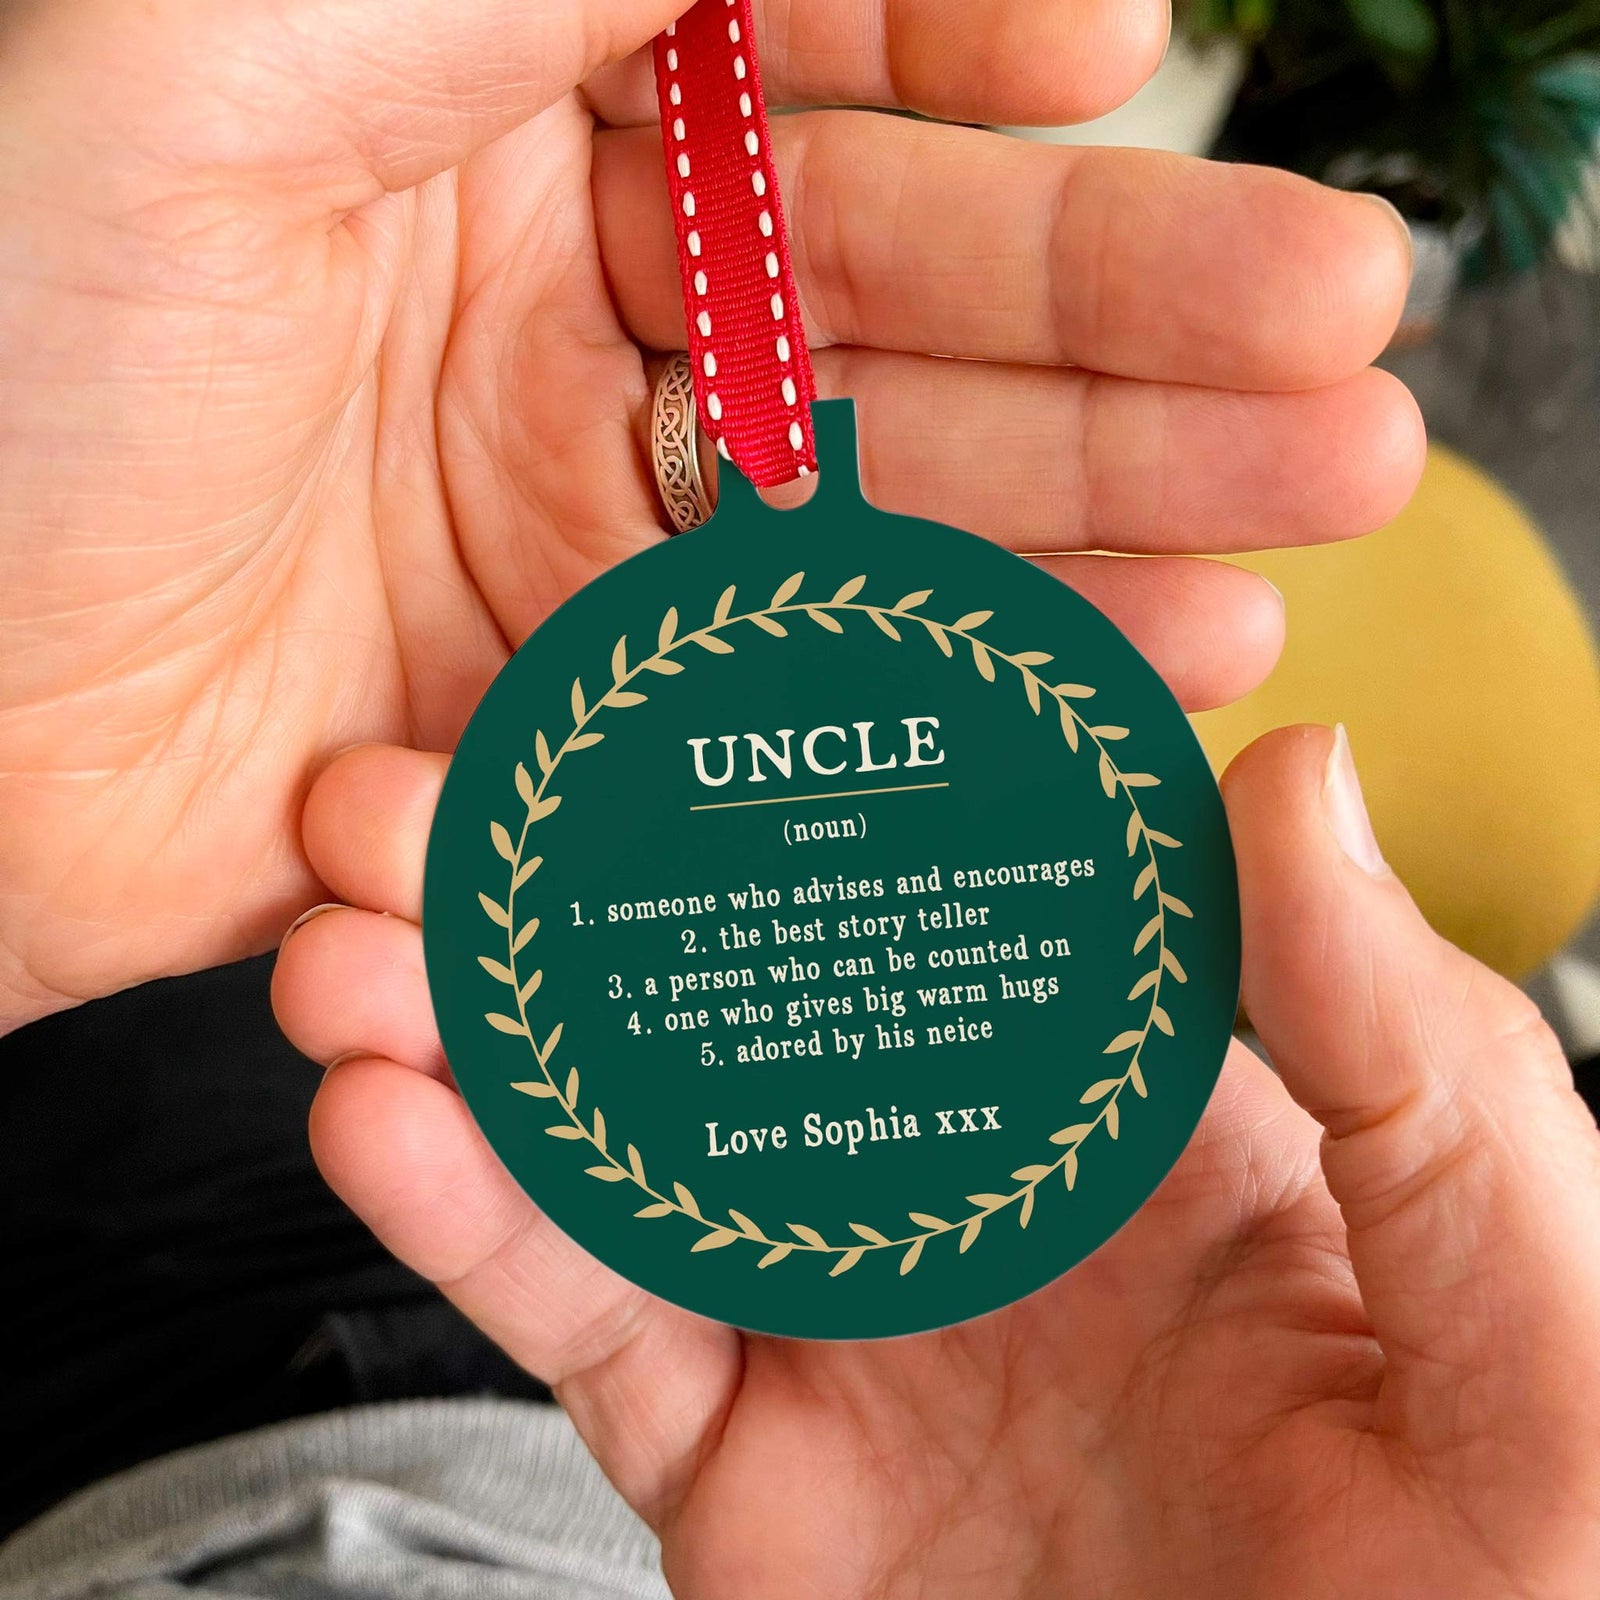 UNCLE
(noun)
1. someone who advises and encourages
2. the best story teller
3. a person who can be counted on
4. one who gives big warm hugs
5. adored by his neice
Love Sophia xxx